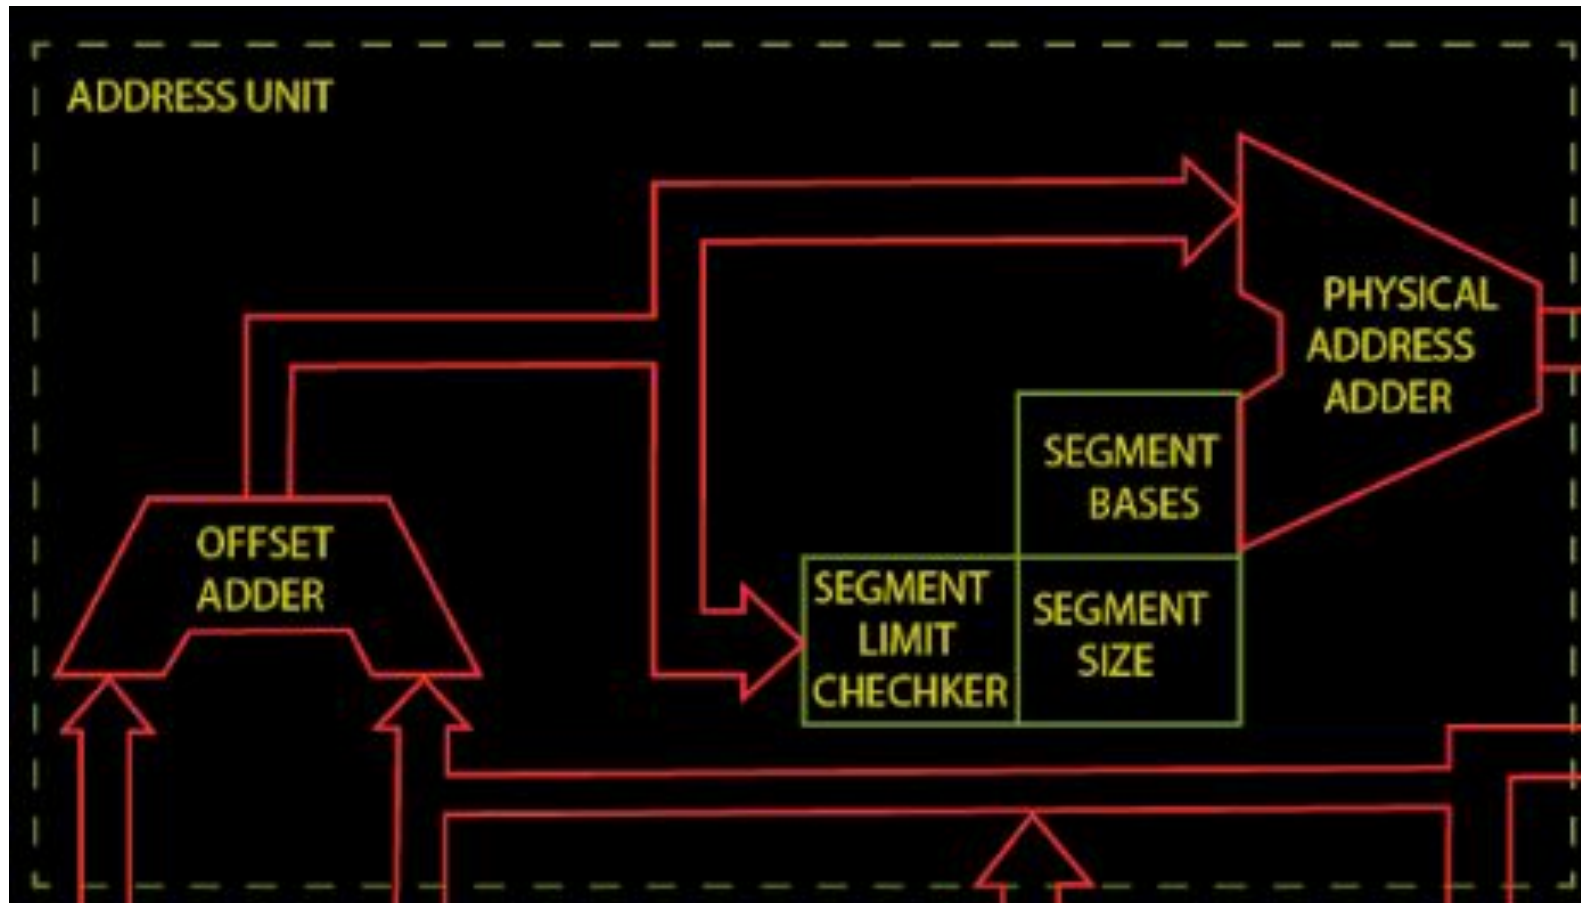 ADDRESS UNIT
PHYSICAL
ADDRESS
ADDER
SEGMENT
BASES
OFFSET
ADDER
SEGMENT
LIMIT
CHECHKER
SEGMENT
SIZE